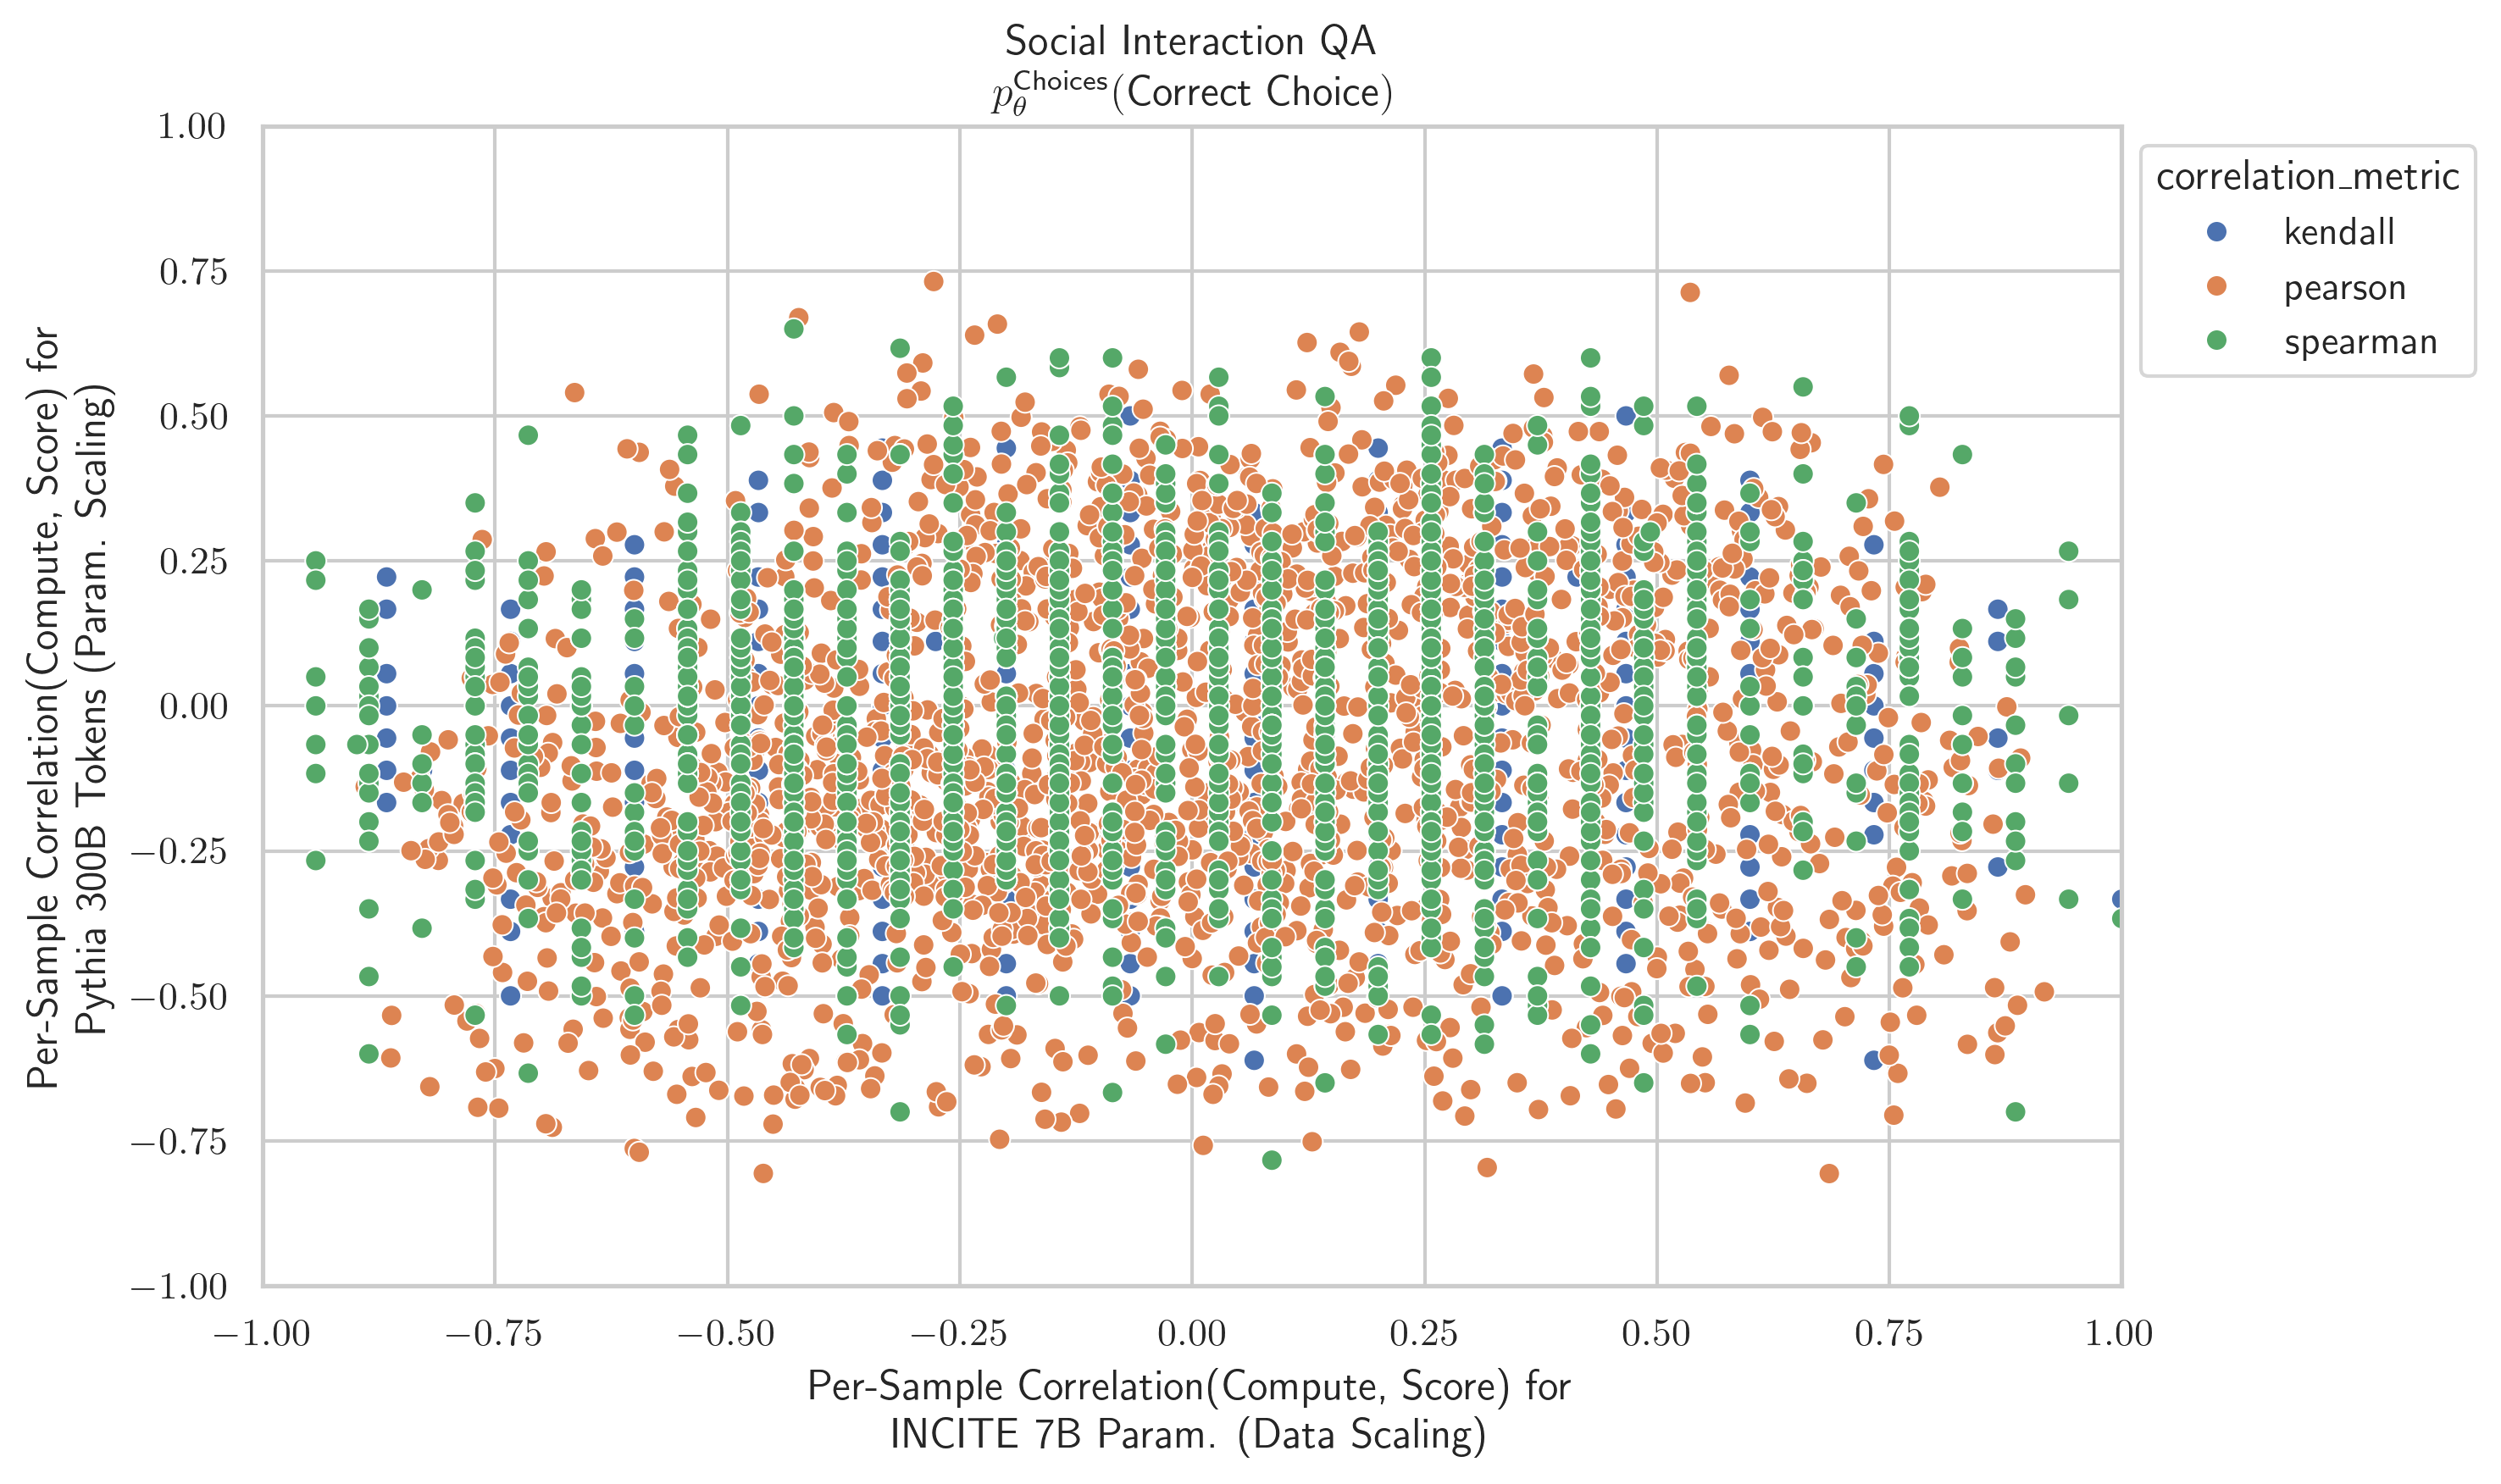 Social Interaction QA
p_θ^Choices(Correct Choice)
1.00
0.75
0.50
0.25
0.00
−0.25
−0.50
−0.75
−1.00
Per-Sample Correlation(Compute, Score) for
Pythia 300B Tokens (Param. Scaling)
−1.00 −0.75 −0.50 −0.25 0.00 0.25 0.50 0.75 1.00
Per-Sample Correlation(Compute, Score) for
INCITE 7B Param. (Data Scaling)
correlation_metric
kendall
pearson
spearman